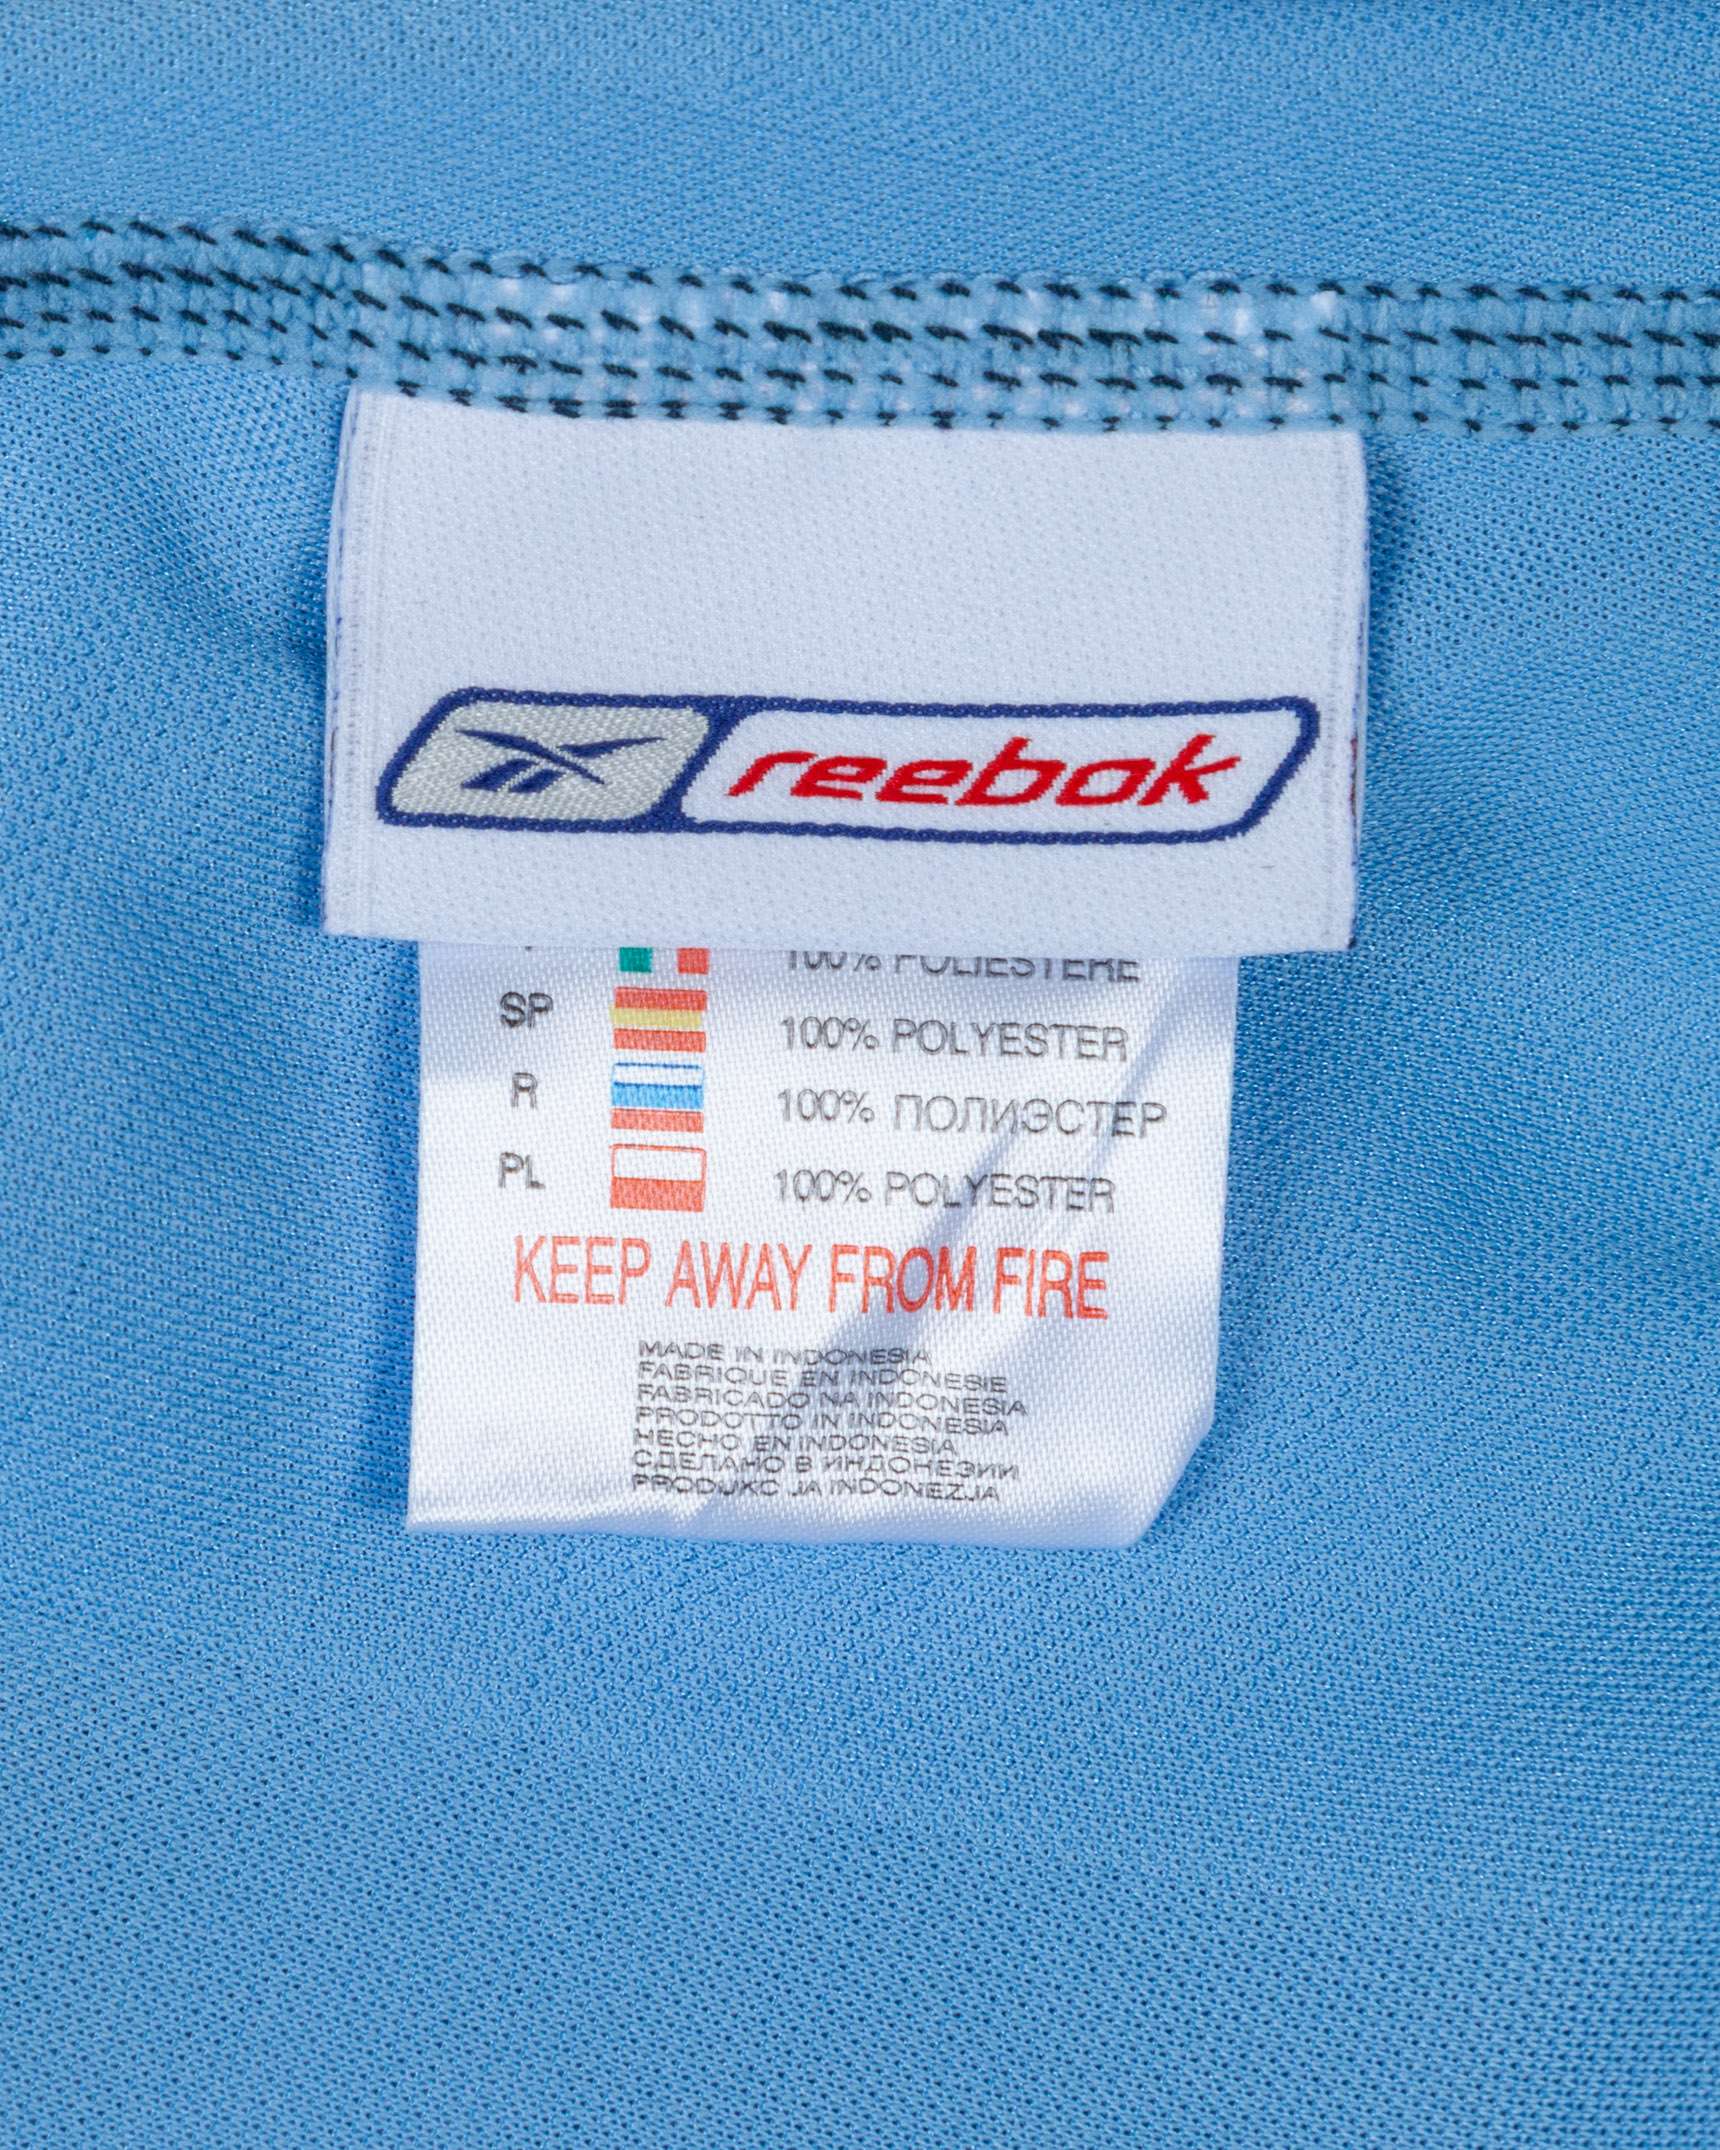 reebok
100% POLIESTERE
SP 100% POLYESTER
R 100% ПОЛИЭСТЕР
PL 100% POLYESTER
KEEP AWAY FROM FIRE
MADE IN INDONESIA
FABRIQUE EN INDONESIE
FABRICADO NA INDONESIA
PRODOTTO IN INDONESIA
HECHO EN INDONESIA
СДЕЛАНО В ИНДОНЕЗИИ
PRODUKC JA INDONEZJA